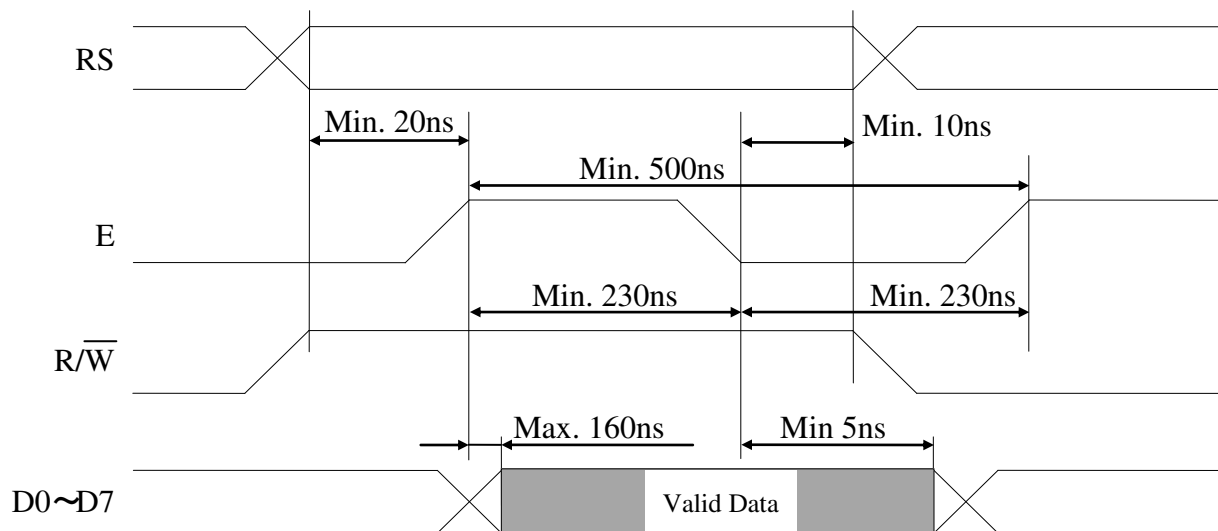 RS
Min. 20ns
Min. 10ns
Min. 500ns
E
Min. 230ns
Min. 230ns
R/W̅
Max. 160ns
Min 5ns
D0～D7
Valid Data